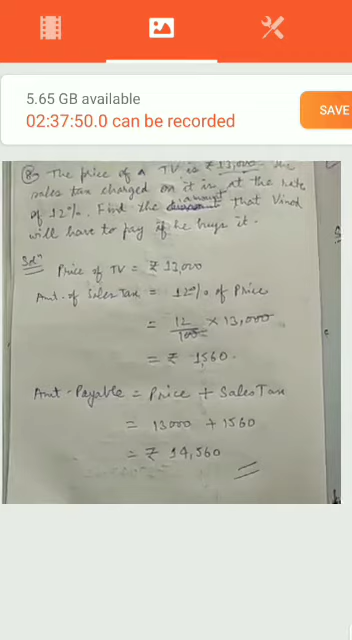 5.65 GB available
02:37:50.0 can be recorded
SAVE
The price of a TV is ₹ 13,000 The
sales tax charged on it is at the rate
of 12%. Find the amount that Vinod
will have to pay if he buys it.
Soln
Price of TV = ₹ 13,000
Amt. of Sales Tax = 12% of Price
= 12/100 × 13,000
= ₹ 1560.
Amt. Payable = Price + Sales Tax
= 13000 + 1560
= ₹ 14,560